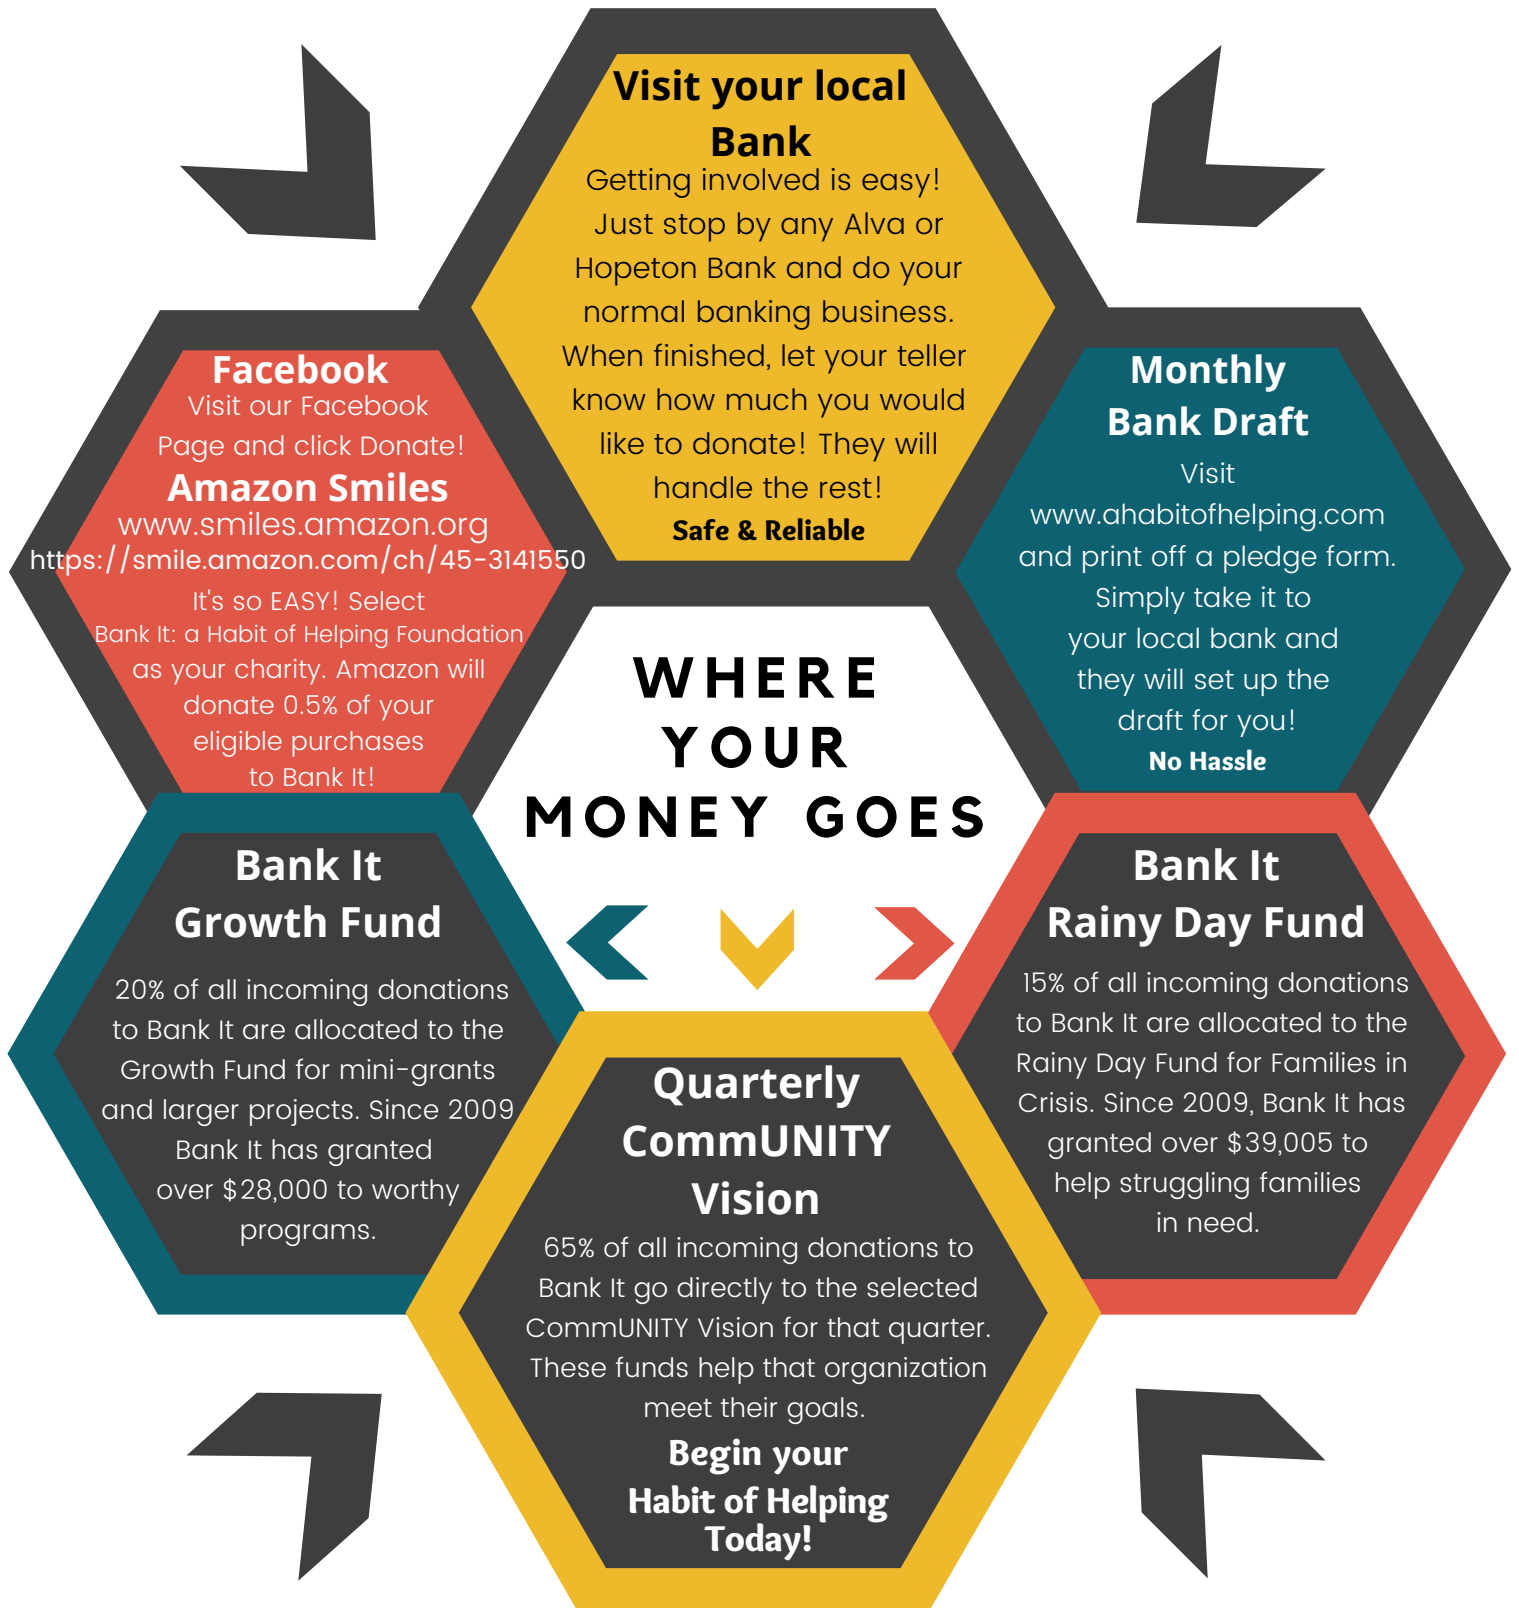 Visit your local
Bank
Getting involved is easy!
Just stop by any Alva or
Hopeton Bank and do your
normal banking business.
When finished, let your teller
know how much you would
like to donate! They will
handle the rest!
Safe & Reliable
Facebook
Visit our Facebook
Page and click Donate!
Amazon Smiles
www.smiles.amazon.org
https://smile.amazon.com/ch/45-3141550
It's so EASY! Select
Bank It: a Habit of Helping Foundation
as your charity. Amazon will
donate 0.5% of your
eligible purchases
to Bank It!
Monthly
Bank Draft
Visit
www.ahabitofhelping.com
and print off a pledge form.
Simply take it to
your local bank and
they will set up the
draft for you!
No Hassle
WHERE
YOUR
MONEY GOES
Bank It
Growth Fund
20% of all incoming donations
to Bank It are allocated to the
Growth Fund for mini-grants
and larger projects. Since 2009
Bank It has granted
over $28,000 to worthy
programs.
Bank It
Rainy Day Fund
15% of all incoming donations
to Bank It are allocated to the
Rainy Day Fund for Families in
Crisis. Since 2009, Bank It has
granted over $39,005 to
help struggling families
in need.
Quarterly
CommUNITY
Vision
65% of all incoming donations to
Bank It go directly to the selected
CommUNITY Vision for that quarter.
These funds help that organization
meet their goals.
Begin your
Habit of Helping
Today!